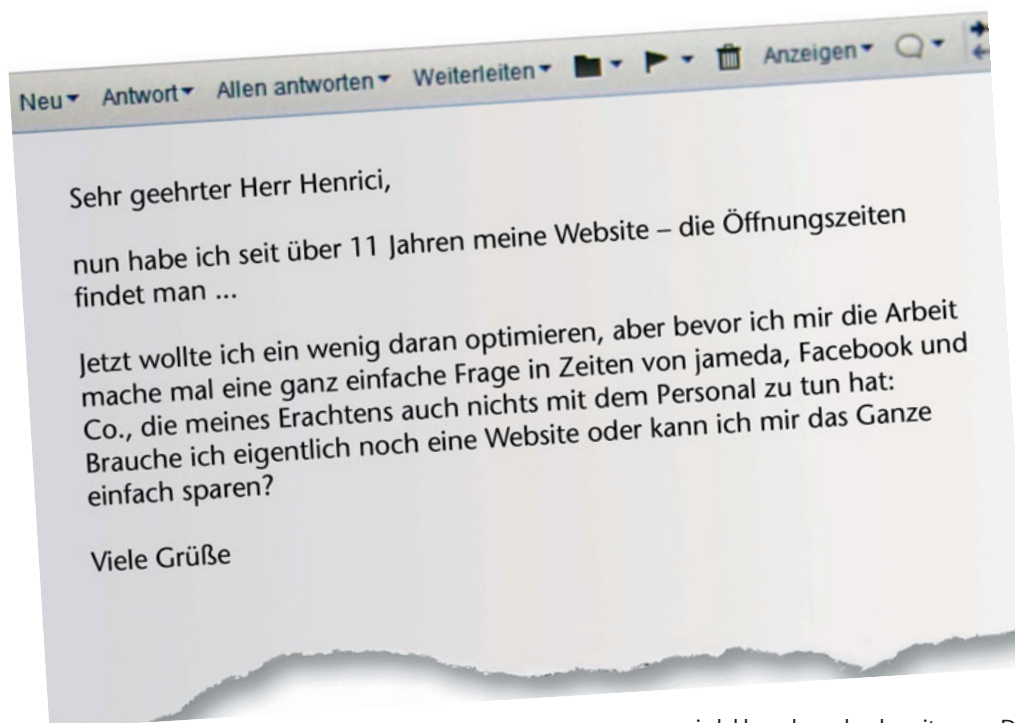 Neu Antwort Allen antworten Weiterleiten Anzeigen
Sehr geehrter Herr Henrici,
nun habe ich seit über 11 Jahren meine Website – die Öffnungszeiten
findet man ...
Jetzt wollte ich ein wenig daran optimieren, aber bevor ich mir die Arbeit
mache mal eine ganz einfache Frage in Zeiten von jameda, Facebook und
Co., die meines Erachtens auch nichts mit dem Personal zu tun hat:
Brauche ich eigentlich noch eine Website oder kann ich mir das Ganze
einfach sparen?
Viele Grüße